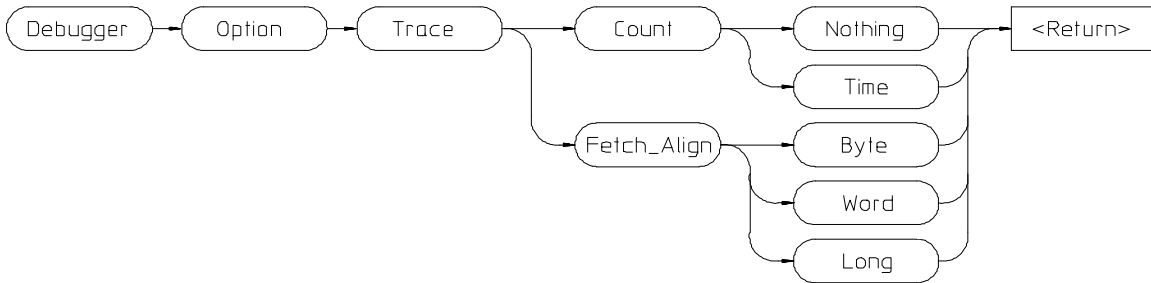 Debugger
Option
Trace
Count
Nothing
<Return>
Time
Fetch_Align
Byte
Word
Long